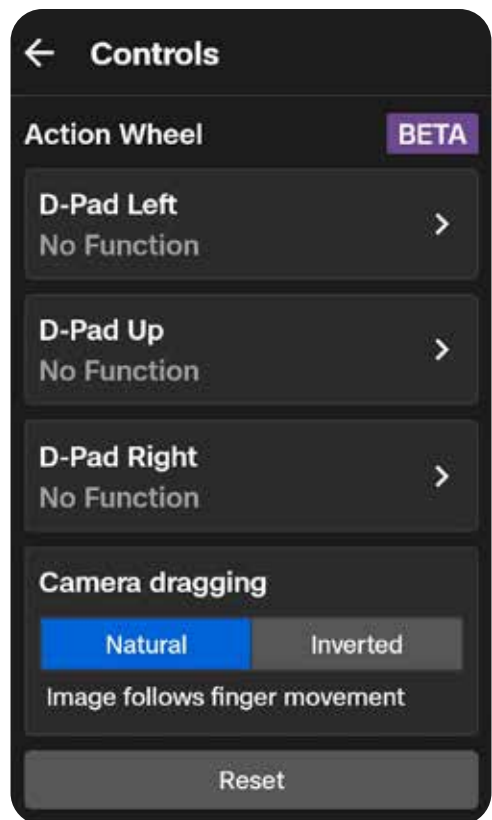 Controls
Action Wheel BETA
D-Pad Left
No Function
D-Pad Up
No Function
D-Pad Right
No Function
Camera dragging
Natural Inverted
Image follows finger movement
Reset